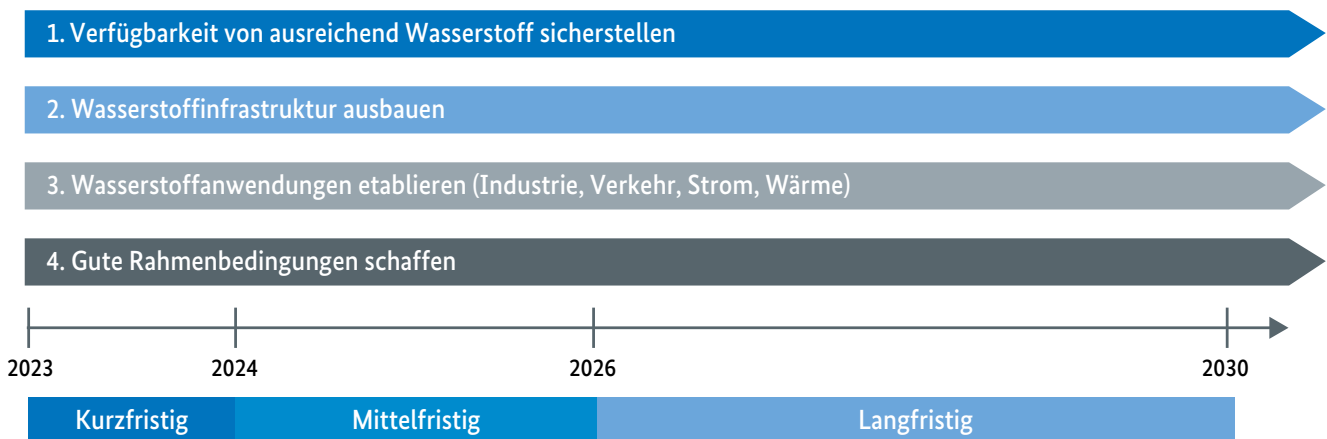 1. Verfügbarkeit von ausreichend Wasserstoff sicherstellen
2. Wasserstoffinfrastruktur ausbauen
3. Wasserstoffanwendungen etablieren (Industrie, Verkehr, Strom, Wärme)
4. Gute Rahmenbedingungen schaffen
2023 2024 2026 2030
Kurzfristig Mittelfristig Langfristig